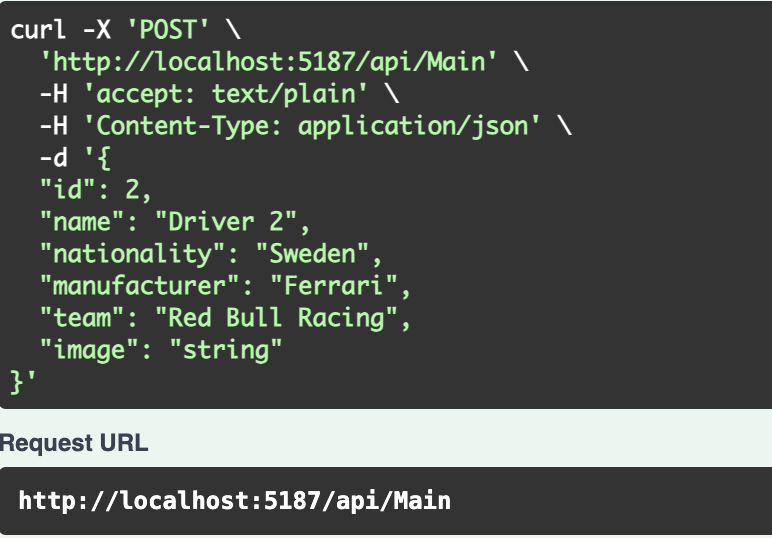 curl -X 'POST' \
  'http://localhost:5187/api/Main' \
  -H 'accept: text/plain' \
  -H 'Content-Type: application/json' \
  -d '{
  "id": 2,
  "name": "Driver 2",
  "nationality": "Sweden",
  "manufacturer": "Ferrari",
  "team": "Red Bull Racing",
  "image": "string"
}'
Request URL
http://localhost:5187/api/Main